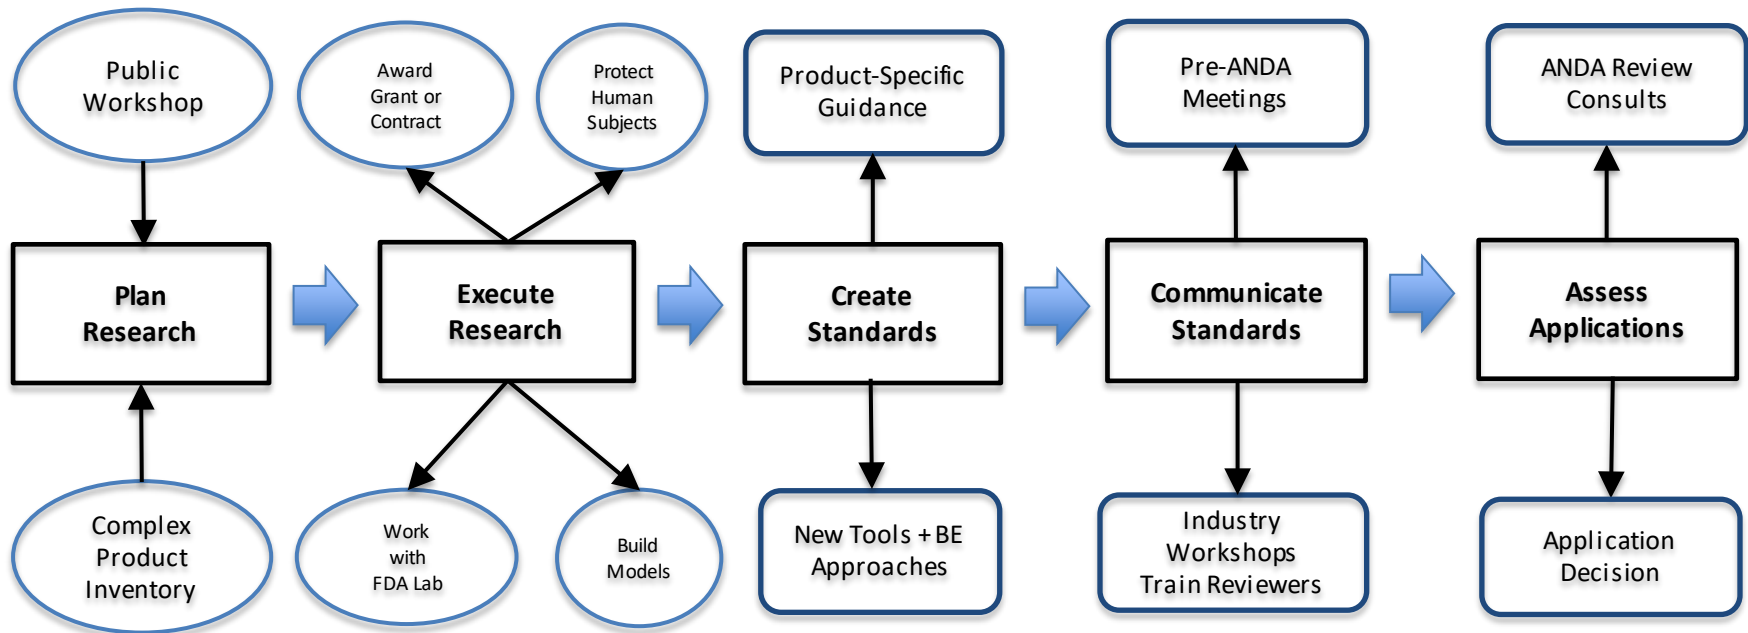 Public
Workshop
Award
Grant or
Contract
Protect
Human
Subjects
Product-Specific
Guidance
Pre-ANDA
Meetings
ANDA Review
Consults
Plan
Research
Execute
Research
Create
Standards
Communicate
Standards
Assess
Applications
Complex
Product
Inventory
Work
with
FDA Lab
Build
Models
New Tools + BE
Approaches
Industry
Workshops
Train Reviewers
Application
Decision